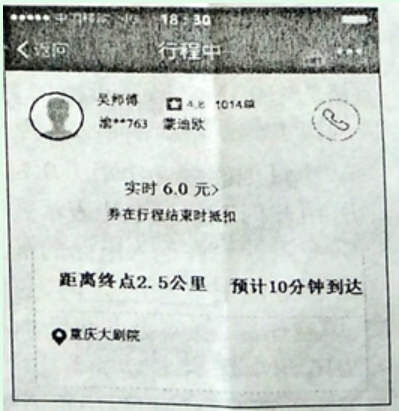 18:30
返回
行程中
吴师傅 4.8 1014单
渝**763 蒙迪欧
实时 6.0 元>
券在行程结束时抵扣
距离终点2.5公里 预计10分钟到达
重庆大剧院